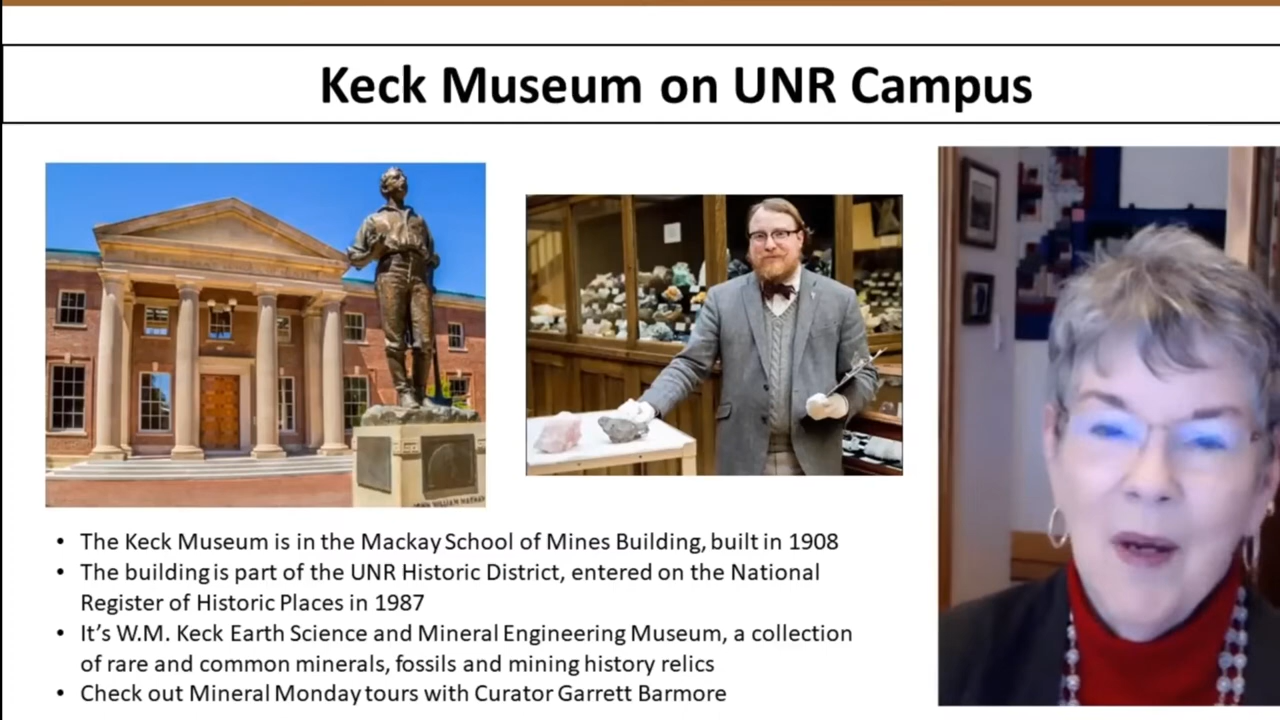 Keck Museum on UNR Campus
• The Keck Museum is in the Mackay School of Mines Building, built in 1908
• The building is part of the UNR Historic District, entered on the National
Register of Historic Places in 1987
• It’s W.M. Keck Earth Science and Mineral Engineering Museum, a collection
of rare and common minerals, fossils and mining history relics
• Check out Mineral Monday tours with Curator Garrett Barmore